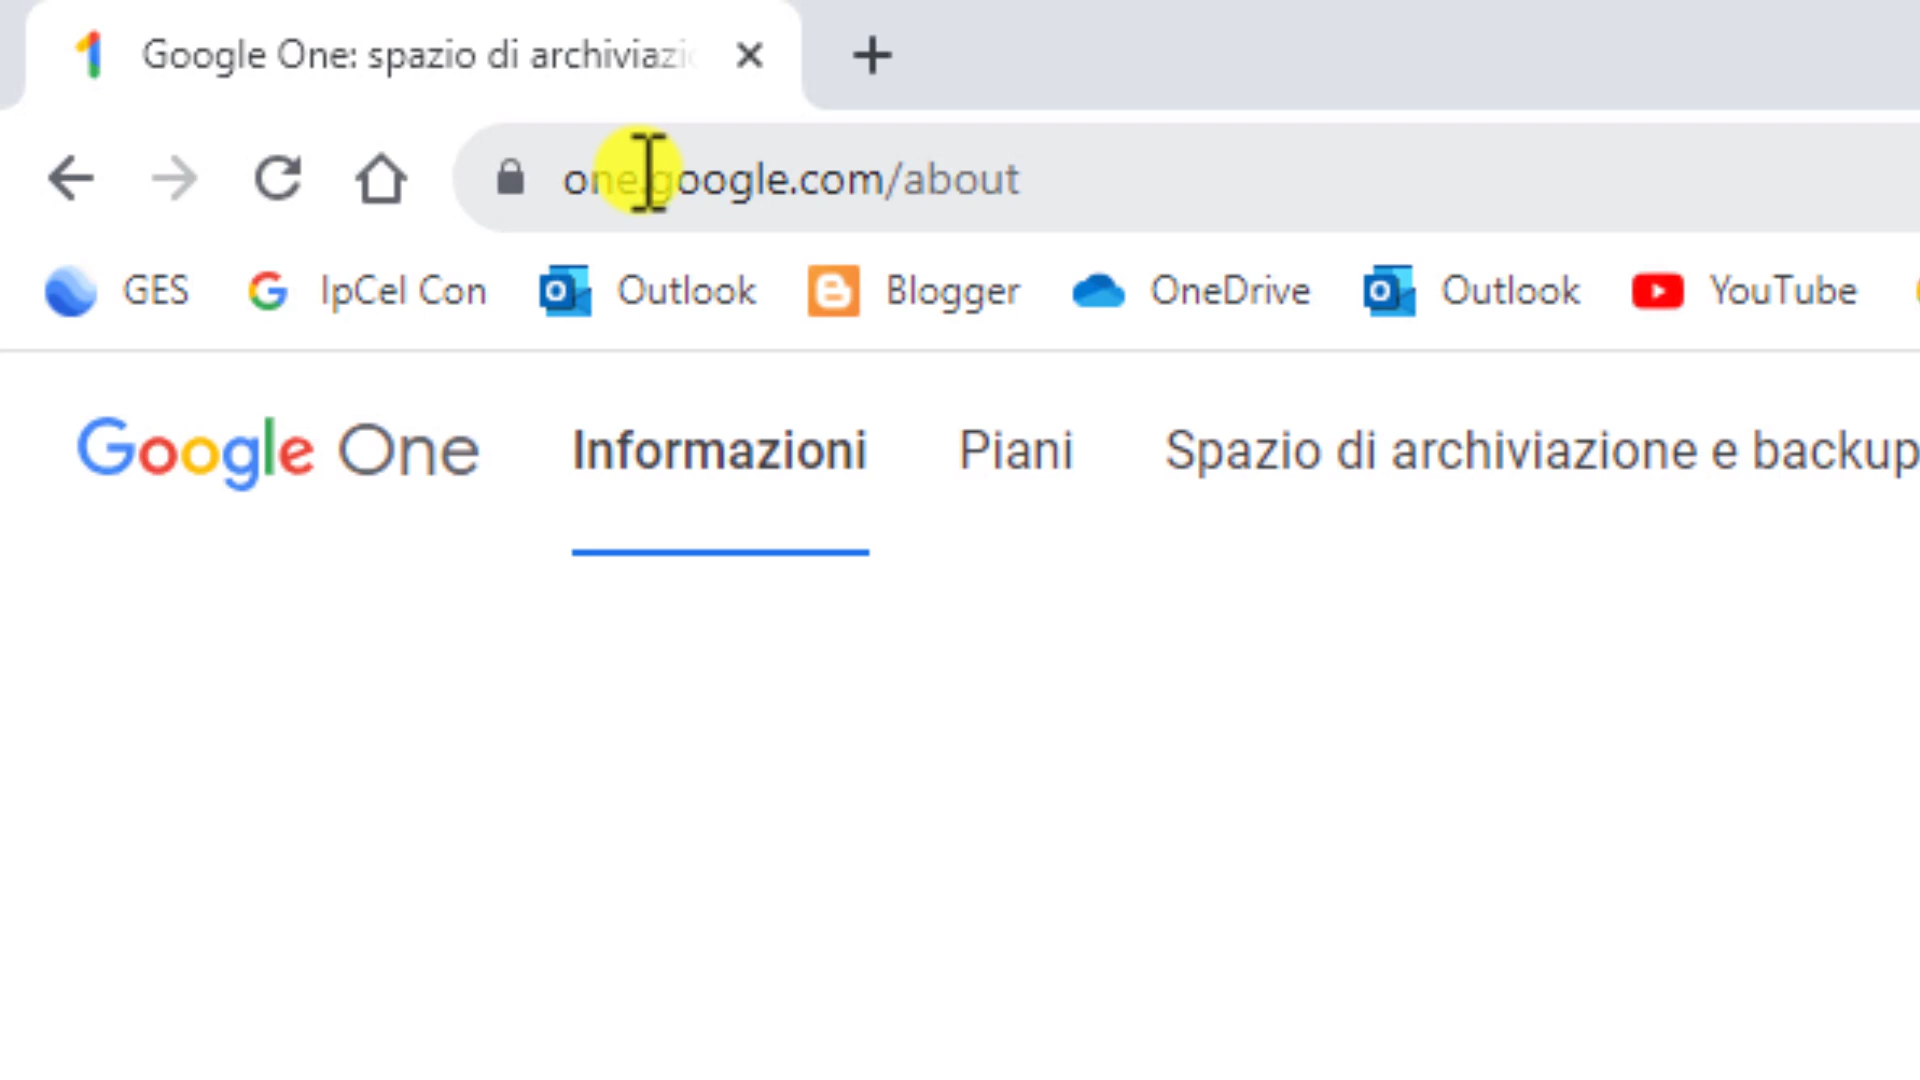 Google One: spazio di archiviazi
one.google.com/about
GES IpCel Con Outlook Blogger OneDrive Outlook YouTube
Google One Informazioni Piani Spazio di archiviazione e backup